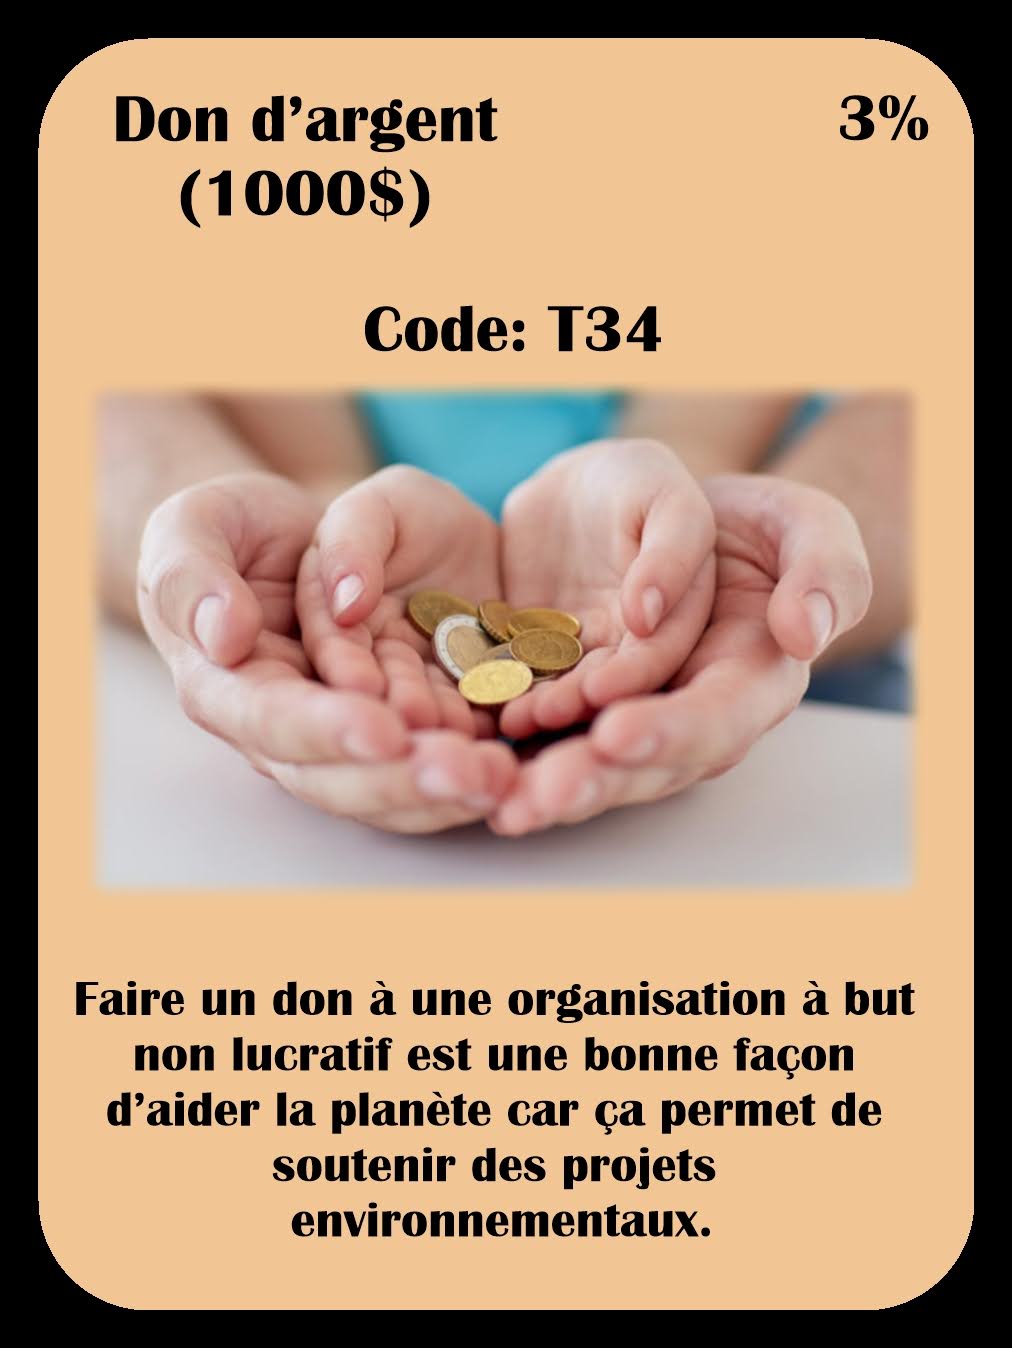 Don d’argent 3%
(1000$)
Code: T34
Faire un don à une organisation à but
non lucratif est une bonne façon
d’aider la planète car ça permet de
soutenir des projets
environnementaux.